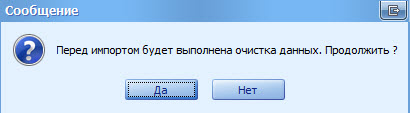 Сообщение
Перед импортом будет выполнена очистка данных. Продолжить ?
Да
Нет